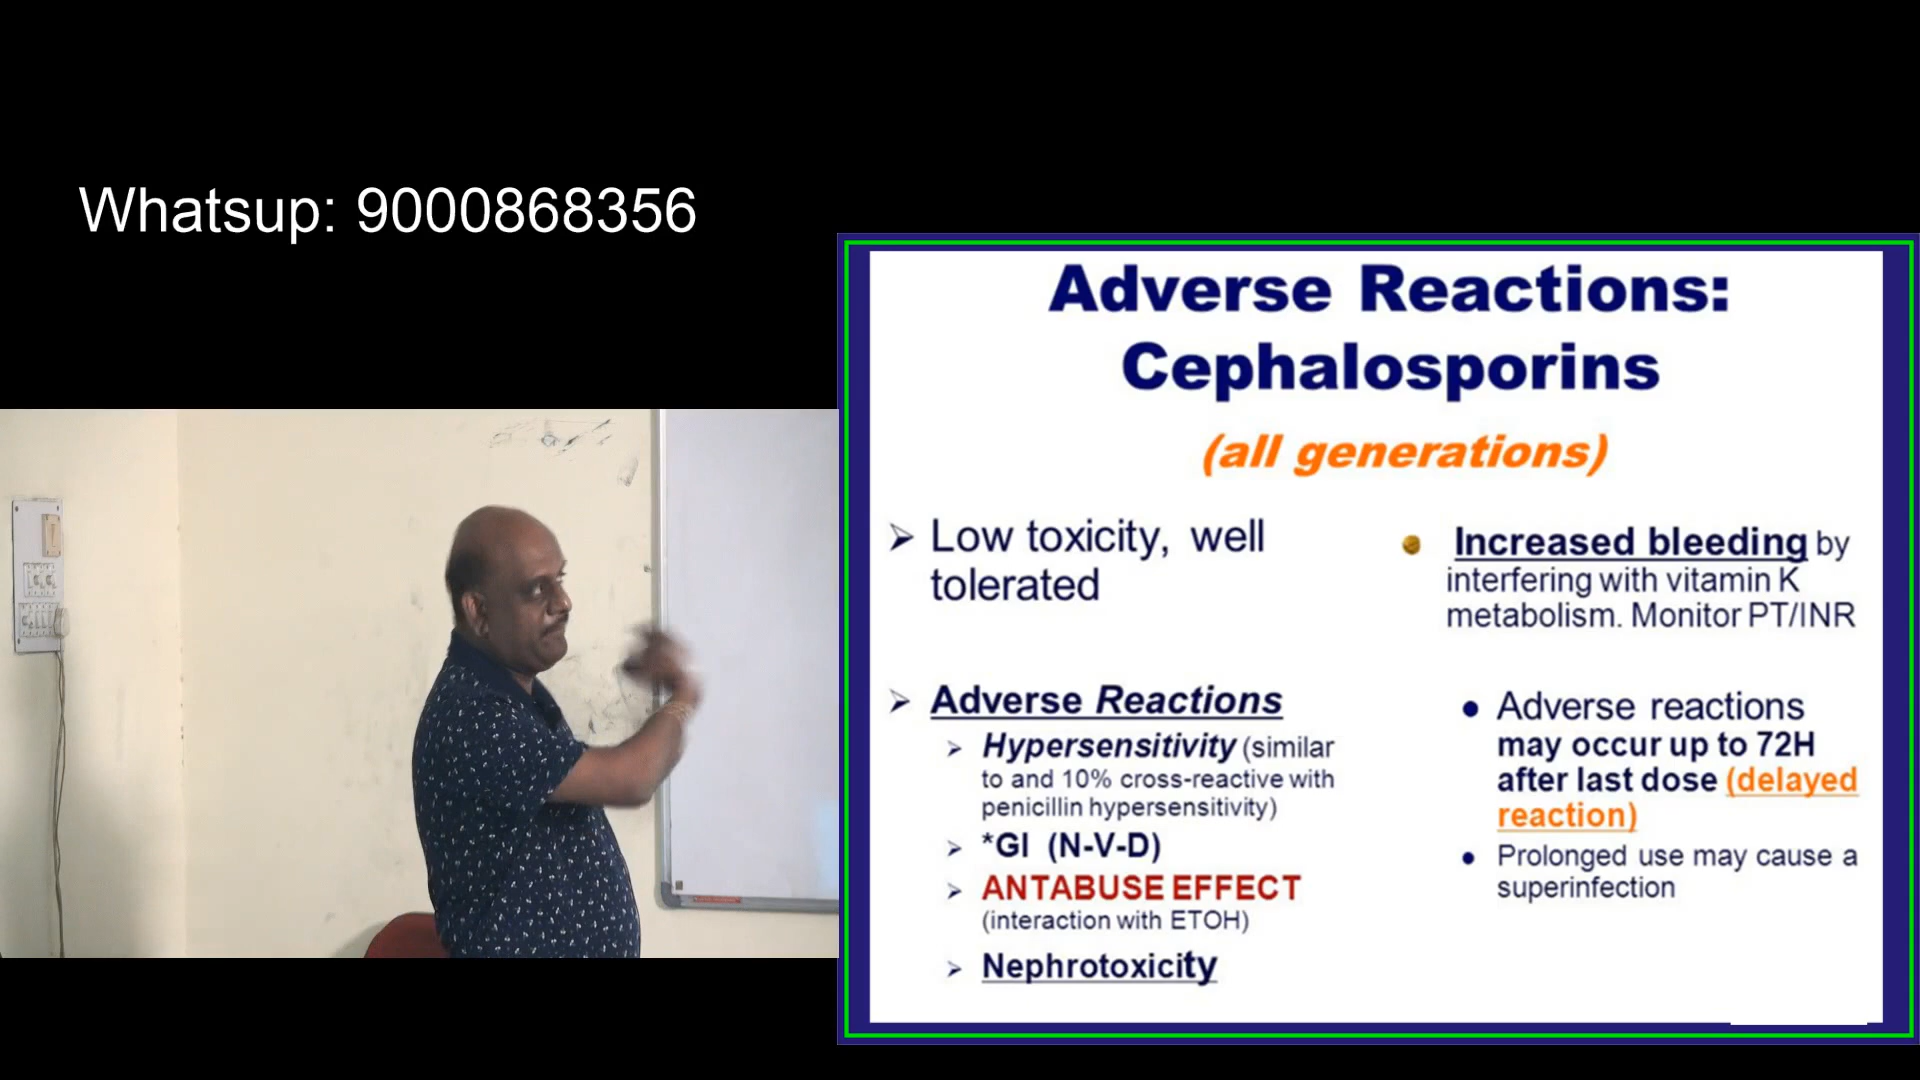 Whatsup: 9000868356
Adverse Reactions:
Cephalosporins
(all generations)
➢ Low toxicity, well
tolerated
➢ Adverse Reactions
➢ Hypersensitivity (similar
to and 10% cross-reactive with
penicillin hypersensitivity)
➢ *GI (N-V-D)
➢ ANTABUSE EFFECT
(interaction with ETOH)
➢ Nephrotoxicity
● Increased bleeding by
interfering with vitamin K
metabolism. Monitor PT/INR
● Adverse reactions
may occur up to 72H
after last dose (delayed
reaction)
● Prolonged use may cause a
superinfection